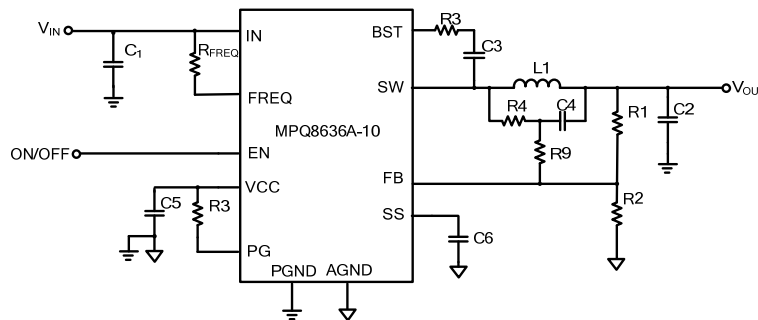 VIN
C1
RFREQ
IN
FREQ
ON/OFF
EN
VCC
C5
R3
PG
PGND
AGND
MPQ8636A-10
BST
R3
C3
SW
L1
R4
C4
R9
R1
C2
VOU
FB
R2
SS
C6